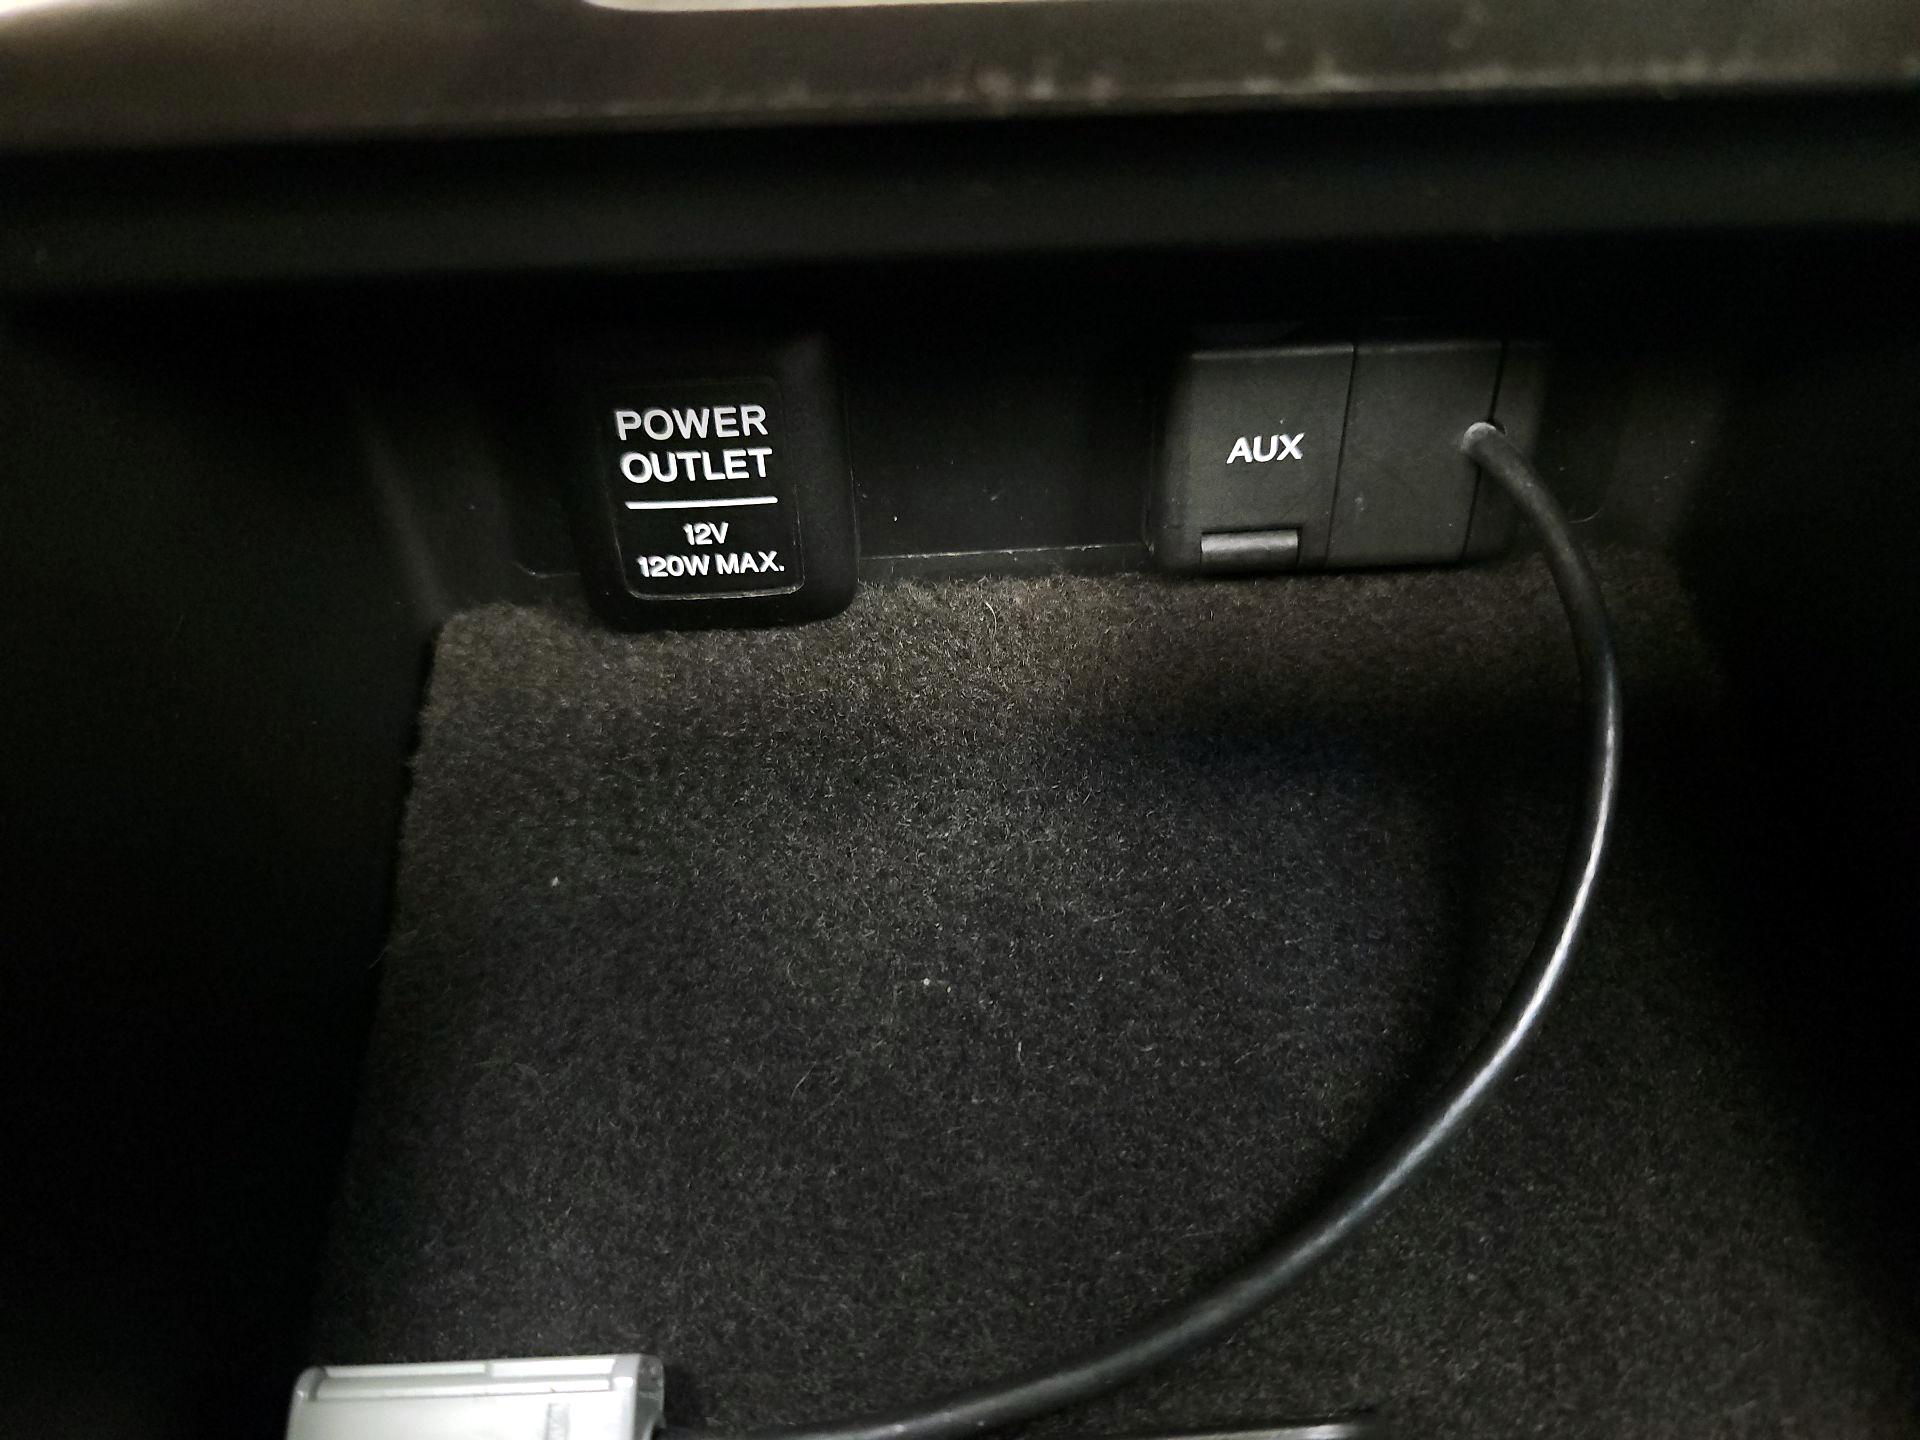 POWER
OUTLET
12V
120W MAX.
AUX